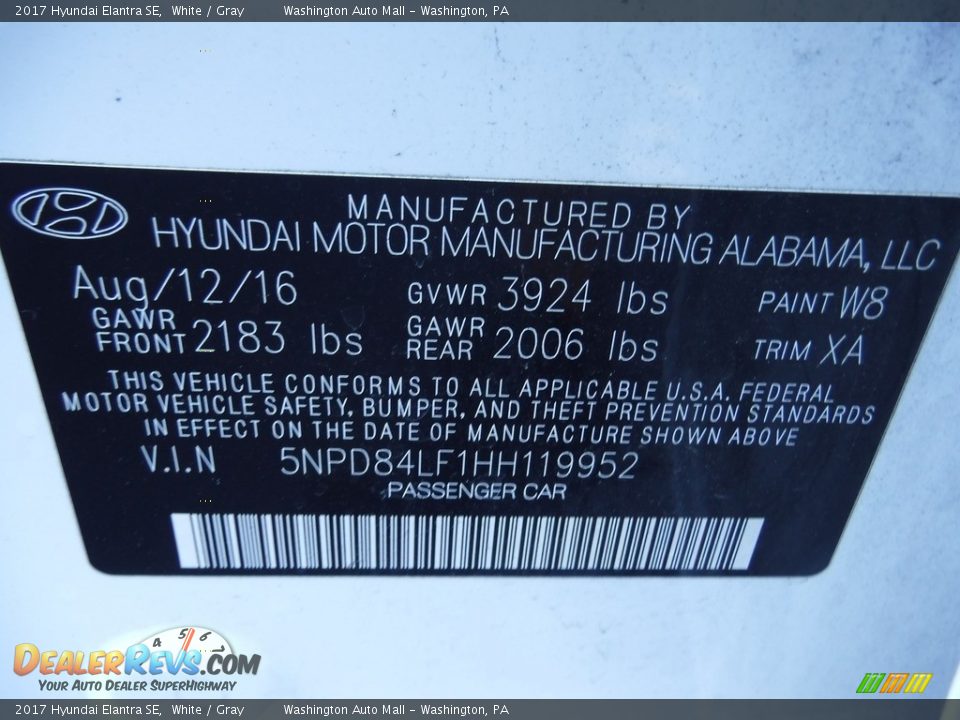 2017 Hyundai Elantra SE, White / Gray Washington Auto Mall - Washington, PA
MANUFACTURED BY
HYUNDAI MOTOR MANUFACTURING ALABAMA, LLC
Aug/12/16 GVWR 3924 lbs PAINT W8
GAWR FRONT 2183 lbs GAWR REAR 2006 lbs TRIM XA
THIS VEHICLE CONFORMS TO ALL APPLICABLE U.S.A. FEDERAL
MOTOR VEHICLE SAFETY, BUMPER, AND THEFT PREVENTION STANDARDS
IN EFFECT ON THE DATE OF MANUFACTURE SHOWN ABOVE
V.I.N 5NPD84LF1HH119952
PASSENGER CAR
4 5 6
DEALERREVS.COM
YOUR AUTO DEALER SUPERHIGHWAY
2017 Hyundai Elantra SE, White / Gray Washington Auto Mall - Washington, PA